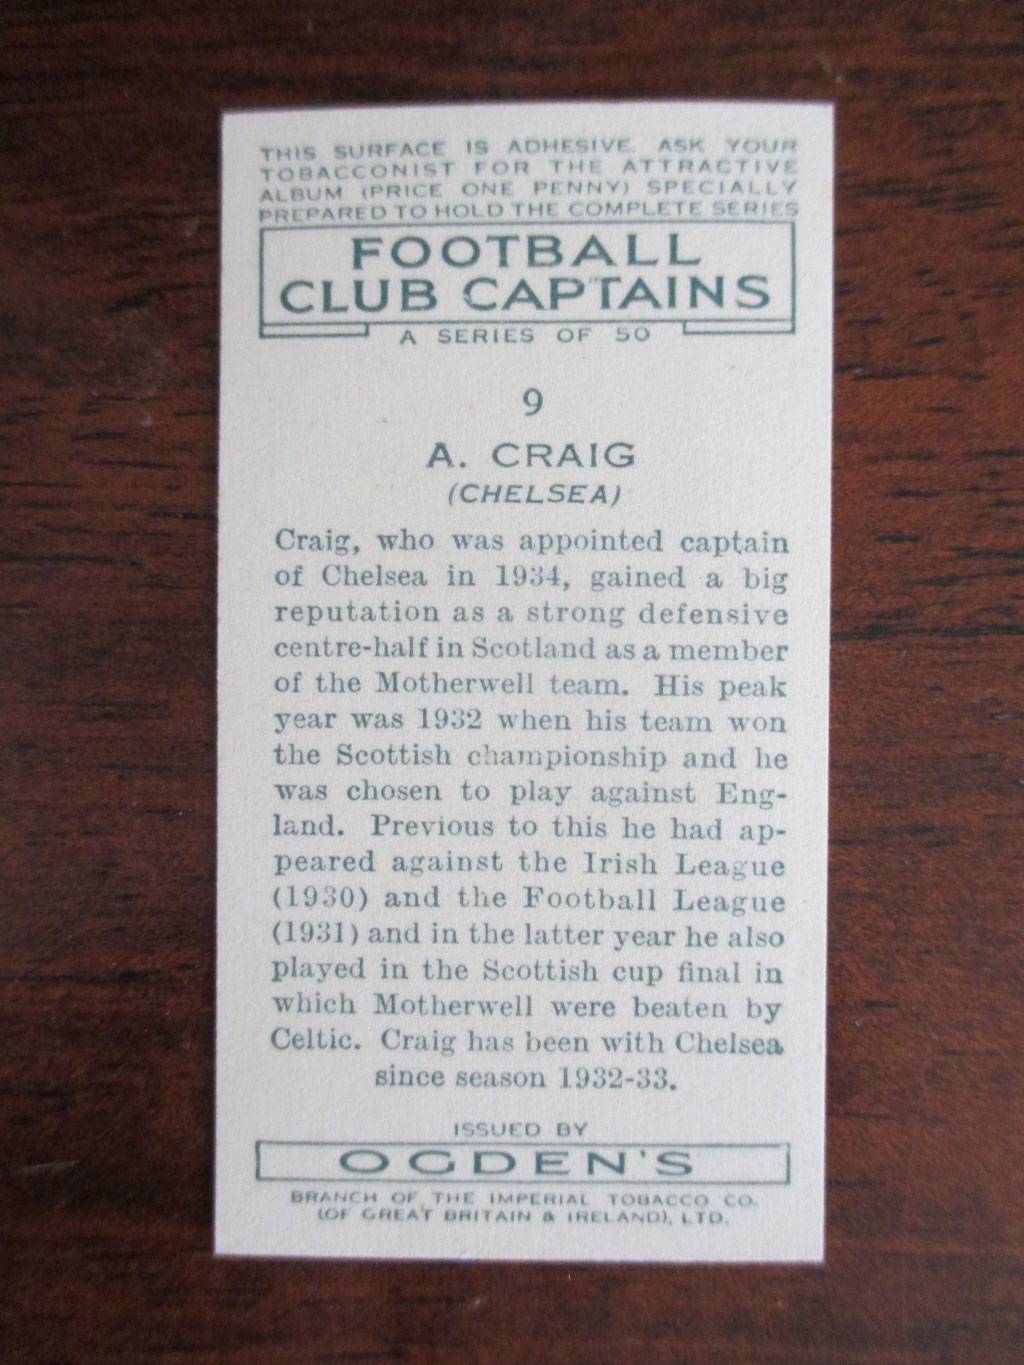 THIS SURFACE IS ADHESIVE. ASK YOUR
TOBACCONIST FOR THE ATTRACTIVE
ALBUM (PRICE ONE PENNY) SPECIALLY
PREPARED TO HOLD THE COMPLETE SERIES
FOOTBALL
CLUB CAPTAINS
A SERIES OF 50
9
A. CRAIG
(CHELSEA)
Craig, who was appointed captain
of Chelsea in 1934, gained a big
reputation as a strong defensive
centre-half in Scotland as a member
of the Motherwell team. His peak
year was 1932 when his team won
the Scottish championship and he
was chosen to play against Eng-
land. Previous to this he had ap-
peared against the Irish League
(1930) and the Football League
(1931) and in the latter year he also
played in the Scottish cup final in
which Motherwell were beaten by
Celtic. Craig has been with Chelsea
since season 1932-33.
ISSUED BY
OGDEN'S
BRANCH OF THE IMPERIAL TOBACCO CO.
(OF GREAT BRITAIN & IRELAND), LTD.